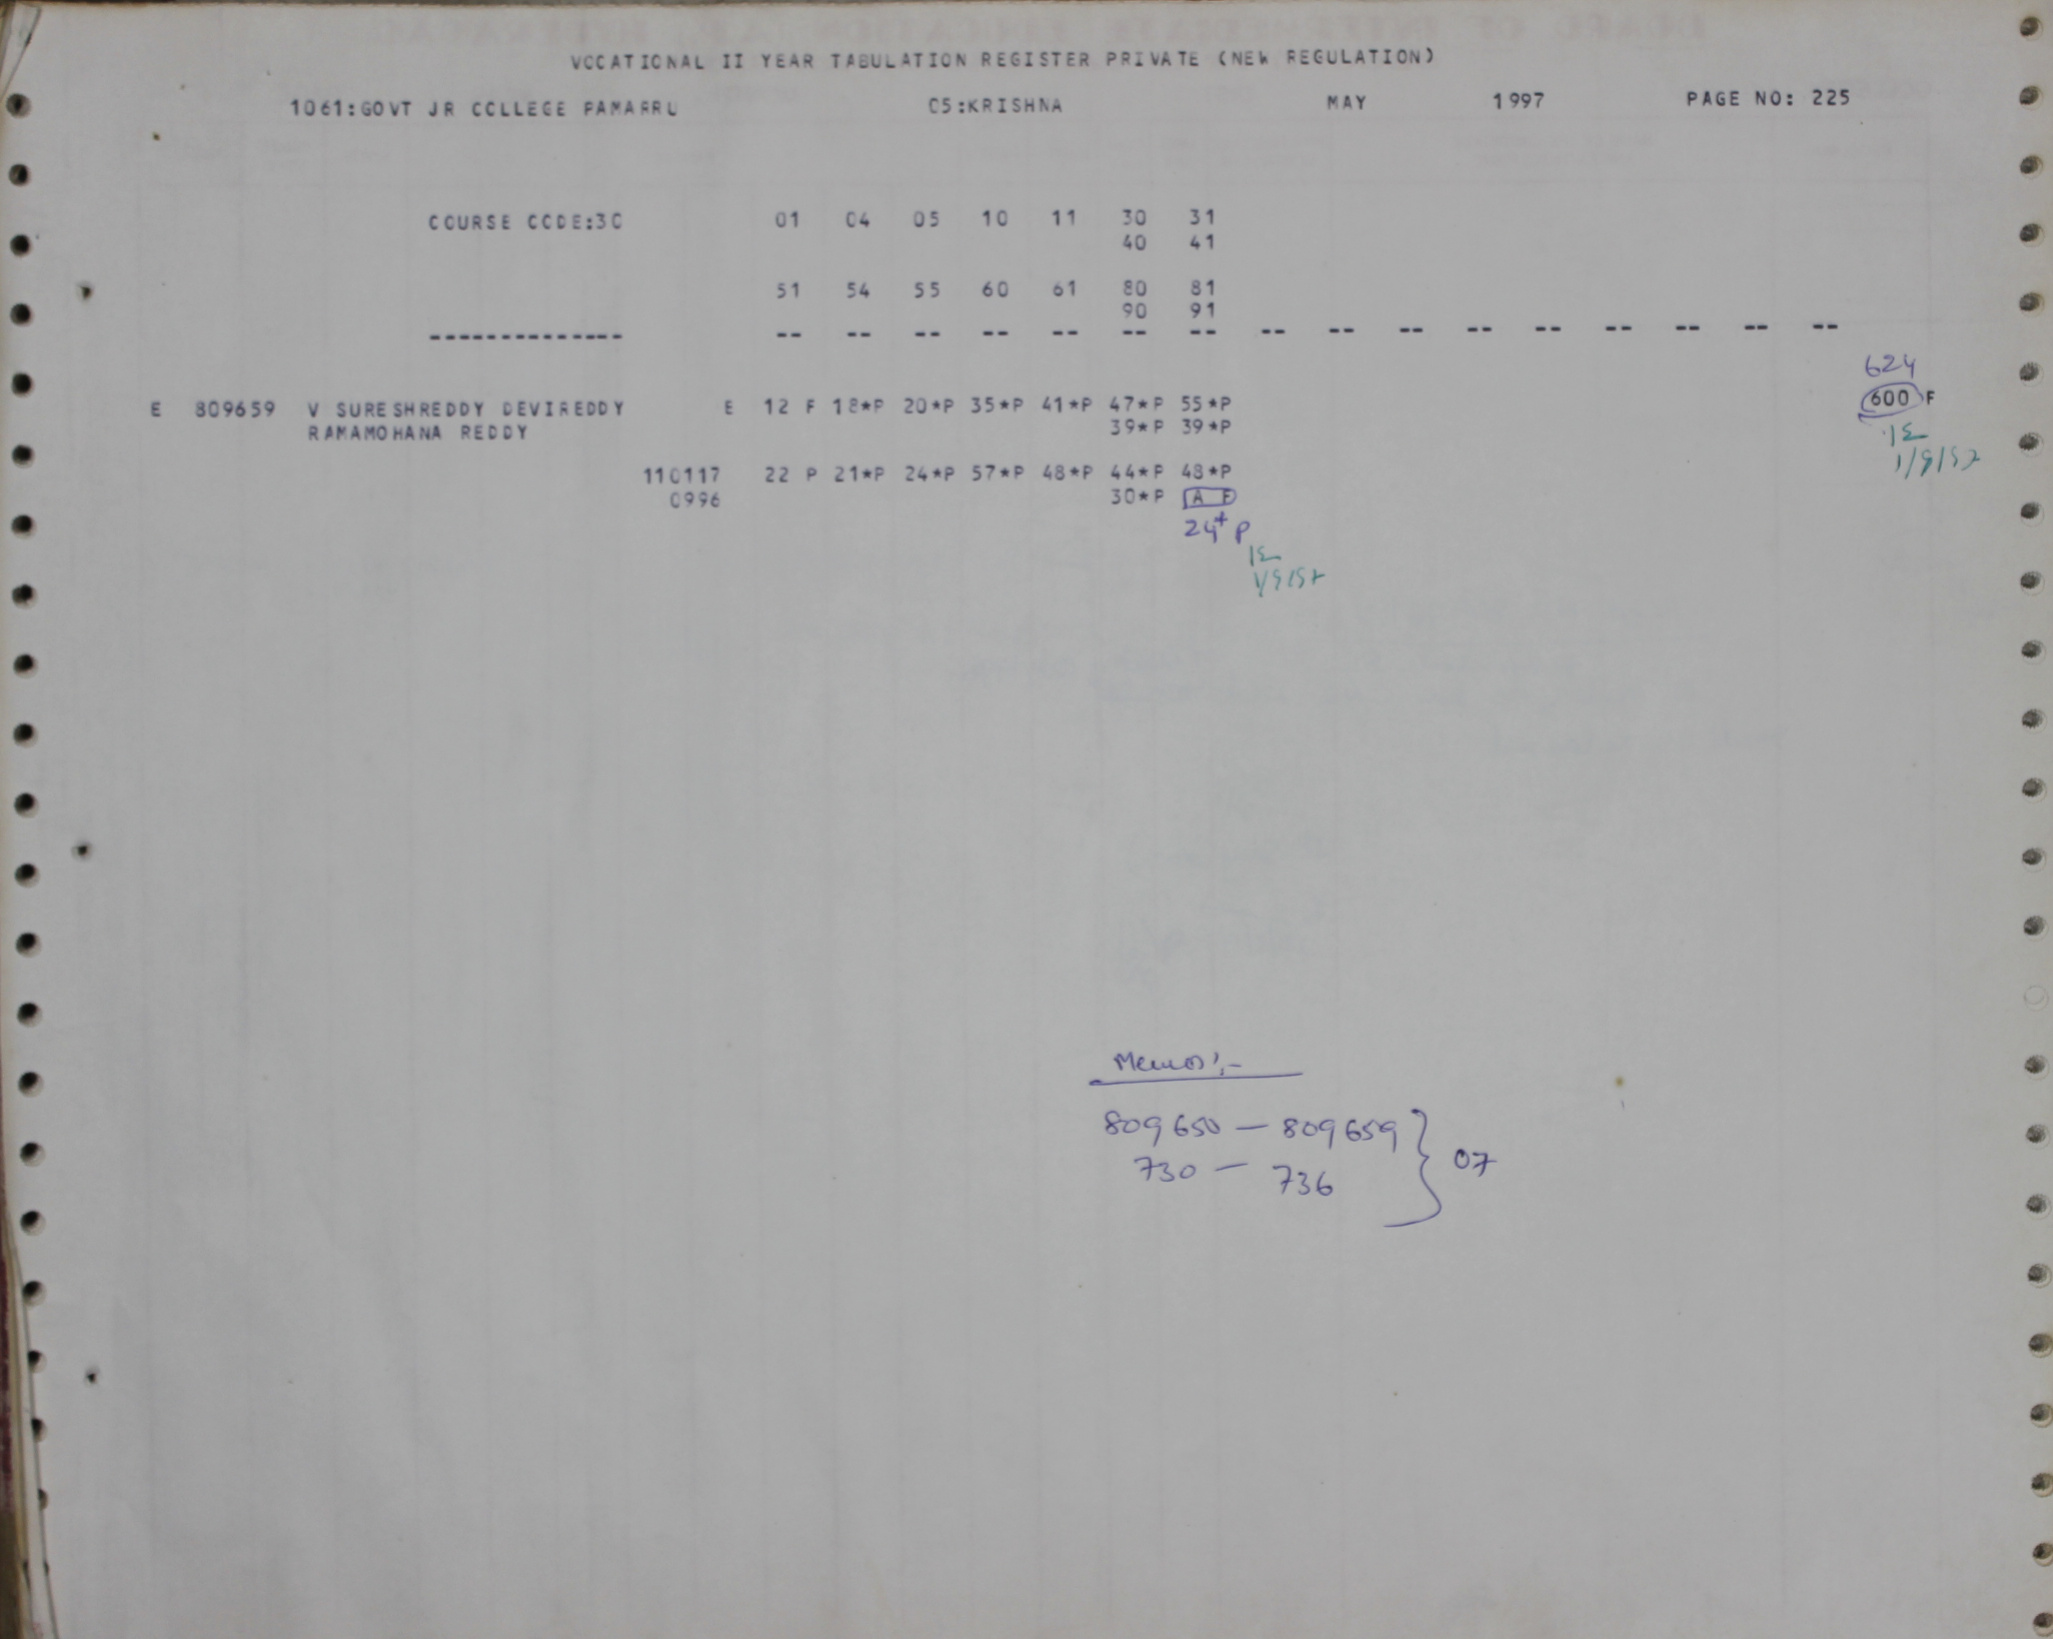 VOCATIONAL II YEAR TABULATION REGISTER PRIVATE (NEW REGULATION)
1061:GOVT JR COLLEGE PAMARRU 05:KRISHNA MAY 1997 PAGE NO: 225
COURSE CODE:30 01 04 05 10 11 30 31
40 41
51 54 55 60 61 80 81
90 91
-------------- -- -- -- -- -- -- -- -- -- -- -- -- -- -- -- --
624
E 809659 V SURESHREDDY DEVIREDDY E 12 F 18*P 20*P 35*P 41*P 47*P 55*P 600 F
RAMAMOHANA REDDY 39*P 39*P
110117 22 P 21*P 24*P 57*P 48*P 44*P 48*P
0996 30*P A F
24+ P
Memos:-
809650 — 809659
730 — 736 } 07